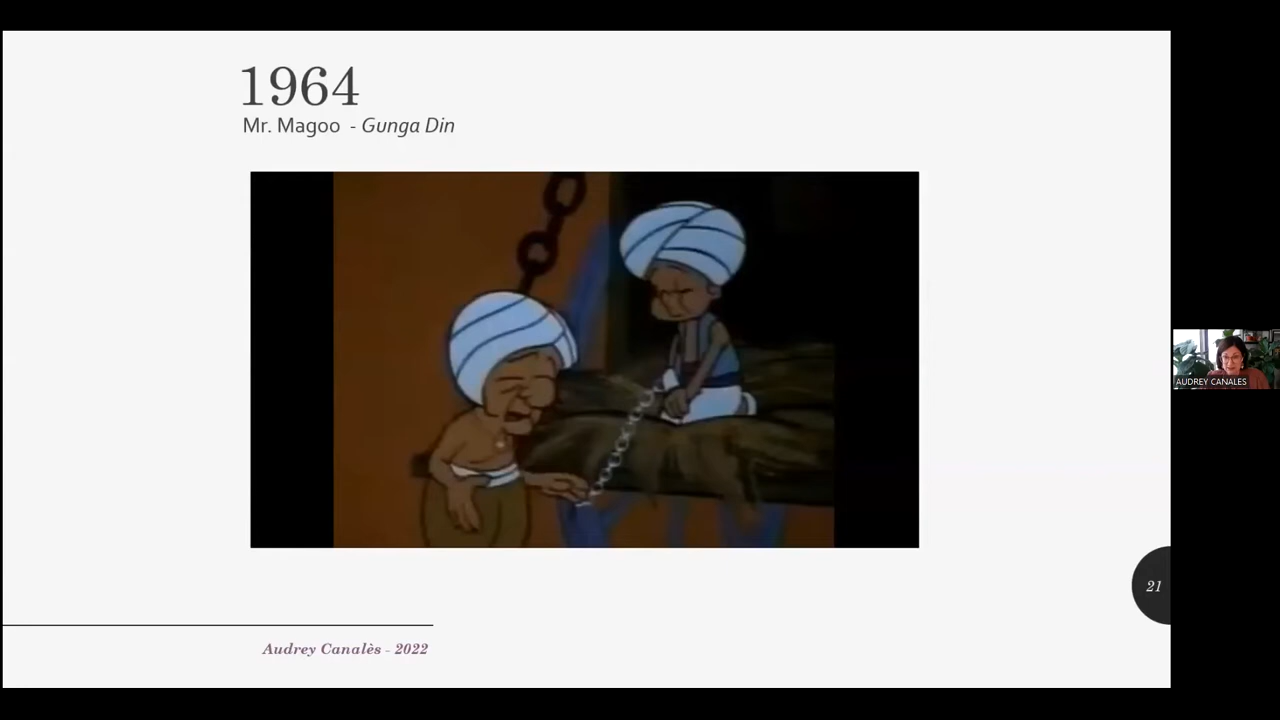 1964
Mr. Magoo - Gunga Din
AUDREY CANALES
21
Audrey Canalès - 2022